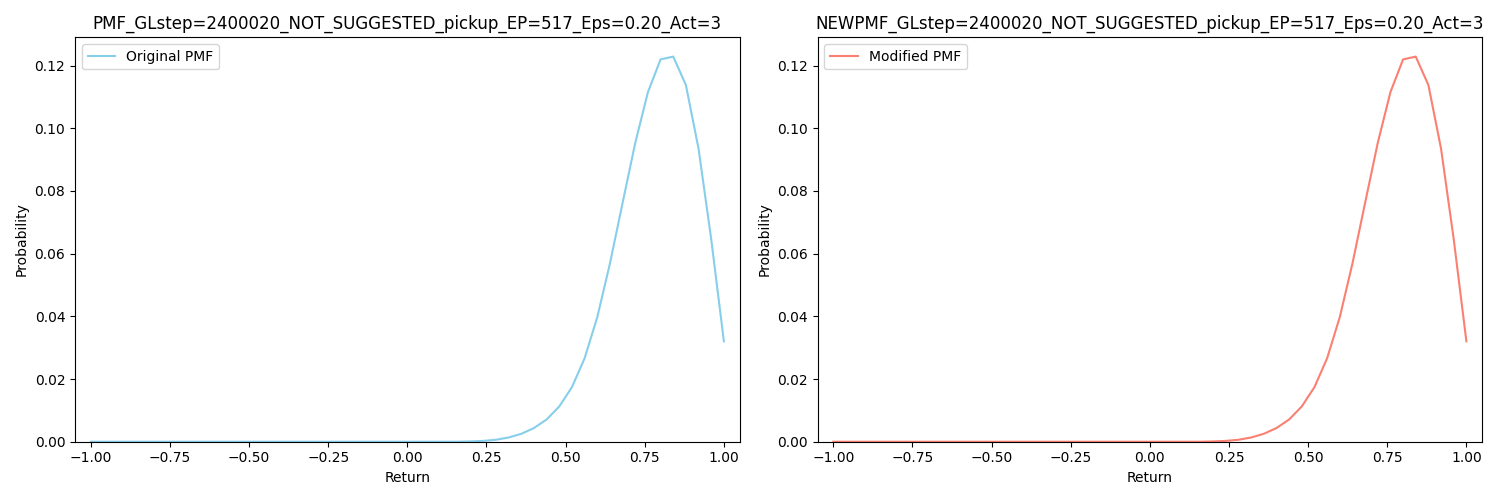 PMF_GLstep=2400020_NOT_SUGGESTED_pickup_EP=517_Eps=0.20_Act=3
Original PMF
Probability
0.12
0.10
0.08
0.06
0.04
0.02
0.00
−1.00 −0.75 −0.50 −0.25 0.00 0.25 0.50 0.75 1.00
Return
NEWPMF_GLstep=2400020_NOT_SUGGESTED_pickup_EP=517_Eps=0.20_Act=3
Modified PMF
Probability
0.12
0.10
0.08
0.06
0.04
0.02
0.00
−1.00 −0.75 −0.50 −0.25 0.00 0.25 0.50 0.75 1.00
Return